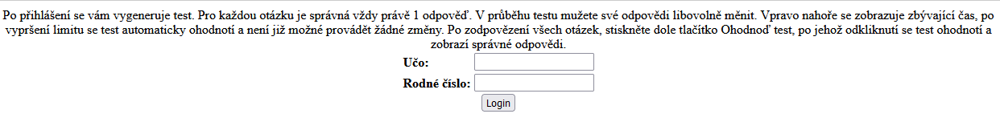 Po přihlášení se vám vygeneruje test. Pro každou otázku je správná vždy právě 1 odpověď. V průběhu testu mužete své odpovědi libovolně měnit. Vpravo nahoře se zobrazuje zbývající čas, po
vypršení limitu se test automaticky ohodnotí a není již možné provádět žádné změny. Po zodpovězení všech otázek, stiskněte dole tlačítko Ohodnoď test, po jehož odkliknutí se test ohodnotí a
zobrazí správné odpovědi.
Učo:
Rodné číslo:
Login